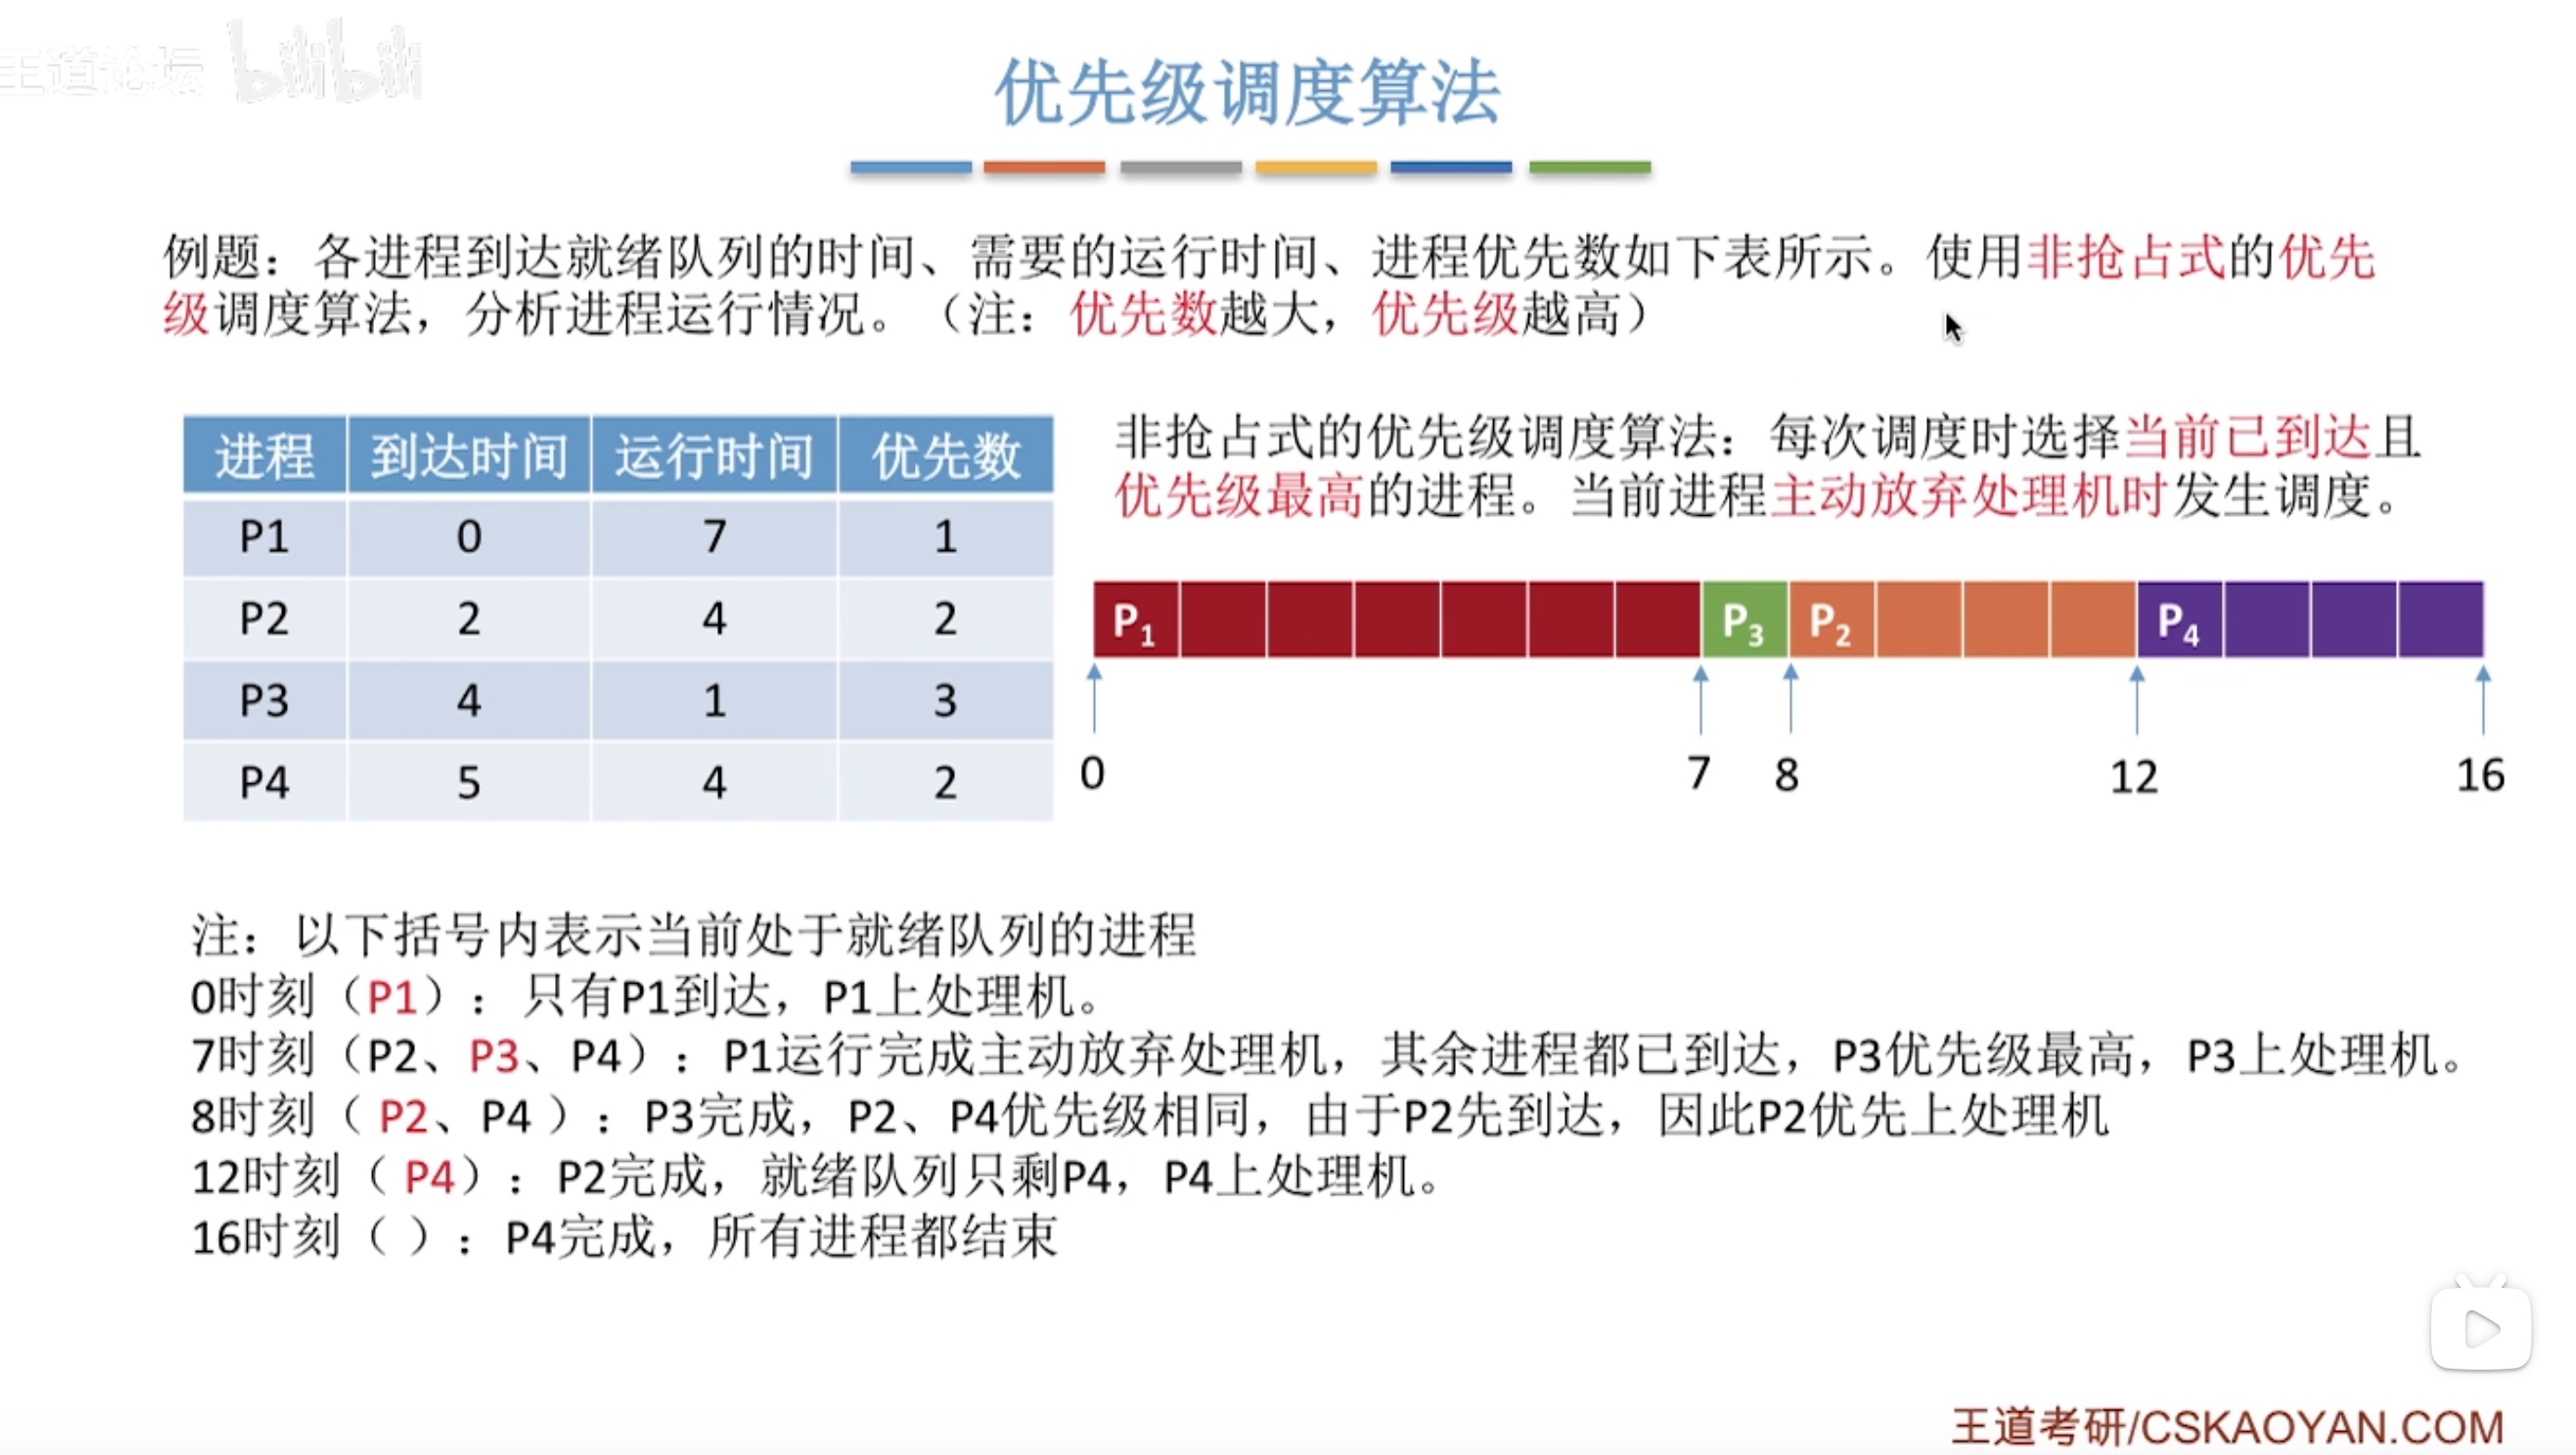 王道论坛 bilibili
优先级调度算法
例题：各进程到达就绪队列的时间、需要的运行时间、进程优先数如下表所示。使用非抢占式的优先
级调度算法，分析进程运行情况。（注：优先数越大，优先级越高）
进程 到达时间 运行时间 优先数
P1 0 7 1
P2 2 4 2
P3 4 1 3
P4 5 4 2
非抢占式的优先级调度算法：每次调度时选择当前已到达且
优先级最高的进程。当前进程主动放弃处理机时发生调度。
P1 P3 P2 P4
0 7 8 12 16
注：以下括号内表示当前处于就绪队列的进程
0时刻（P1）：只有P1到达，P1上处理机。
7时刻（P2、P3、P4）：P1运行完成主动放弃处理机，其余进程都已到达，P3优先级最高，P3上处理机。
8时刻（ P2、P4 ）：P3完成，P2、P4优先级相同，由于P2先到达，因此P2优先上处理机
12时刻（ P4）：P2完成，就绪队列只剩P4，P4上处理机。
16时刻（ ）：P4完成，所有进程都结束
王道考研/CSKAOYAN.COM